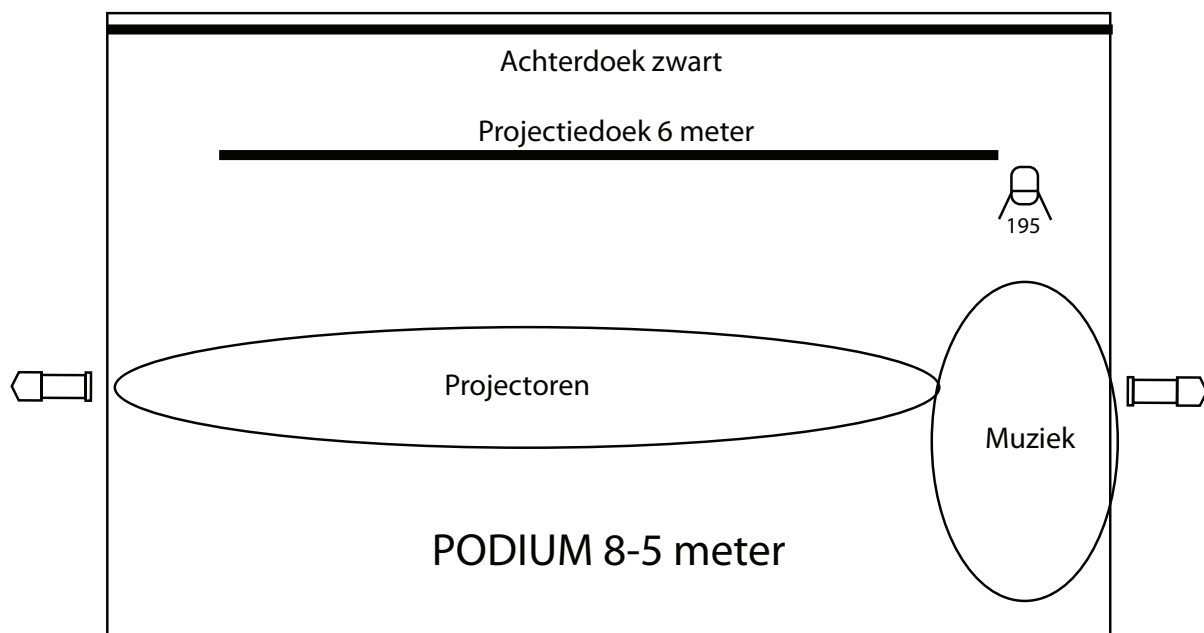 Achterdoek zwart
Projectiedoek 6 meter
195
Projectoren
Muziek
PODIUM 8-5 meter